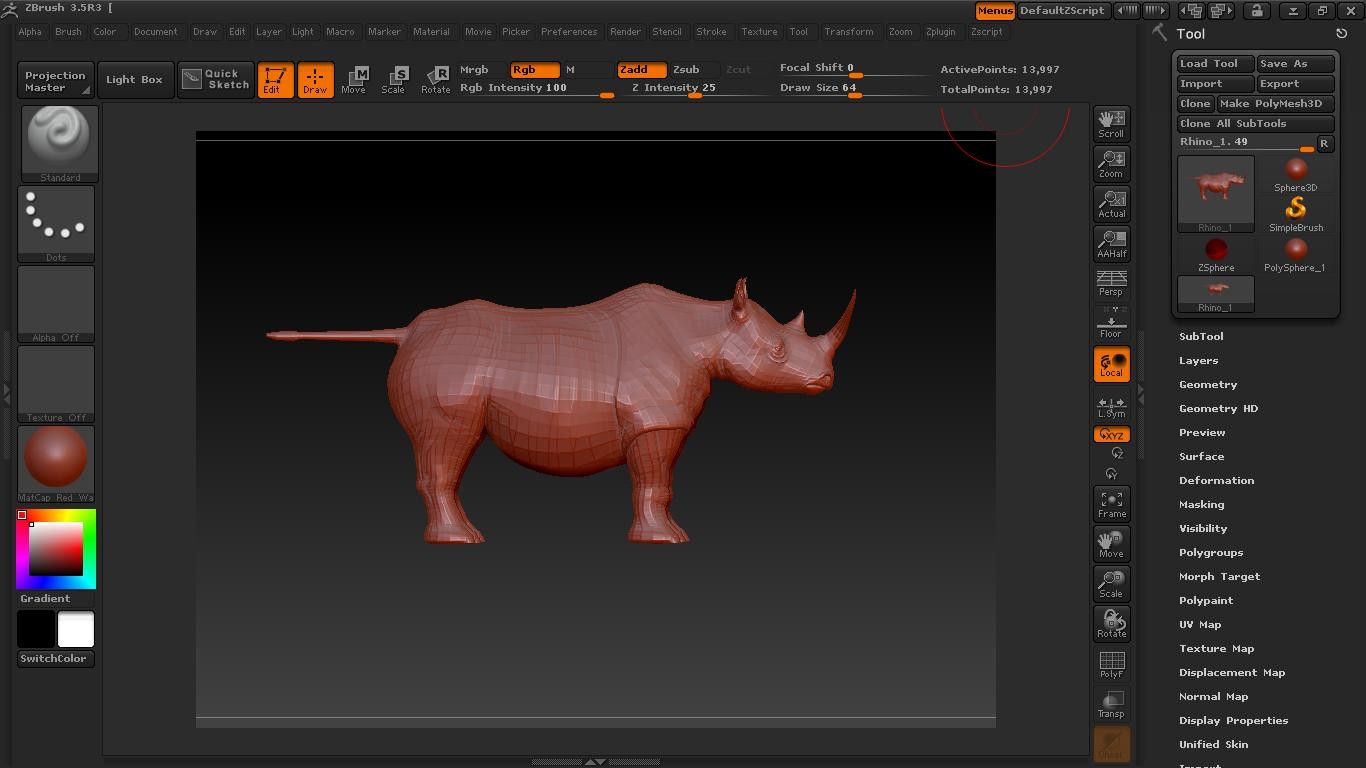 ZBrush 3.5R3 [
Menus DefaultZScript
Alpha Brush Color Document Draw Edit Layer Light Macro Marker Material Movie Picker Preferences Render Stencil Stroke Texture Tool Transform Zoom Zplugin Zscript
Tool
Projection Master
Light Box
Quick Sketch
Edit
Draw
Move
Scale
Rotate
Mrgb Rgb M
Rgb Intensity 100
Zadd Zsub Zcut
Z Intensity 25
Focal Shift 0
Draw Size 64
ActivePoints: 13,997
TotalPoints: 13,997
Standard
Dots
Alpha Off
Texture Off
MatCap Red Wa
Gradient
SwitchColor
Scroll
Zoom
Actual
AAHalf
Persp
Floor
Local
L.Sym
XYZ
Z
Y
Frame
Move
Scale
Rotate
PolyF
Transp
Ghost
Load Tool Save As
Import Export
Clone Make PolyMesh3D
Clone All SubTools
Rhino_1. 49 R
Rhino_1
Sphere3D
SimpleBrush
ZSphere
PolySphere_1
Rhino_1
SubTool
Layers
Geometry
Geometry HD
Preview
Surface
Deformation
Masking
Visibility
Polygroups
Morph Target
Polypaint
UV Map
Texture Map
Displacement Map
Normal Map
Display Properties
Unified Skin
Import